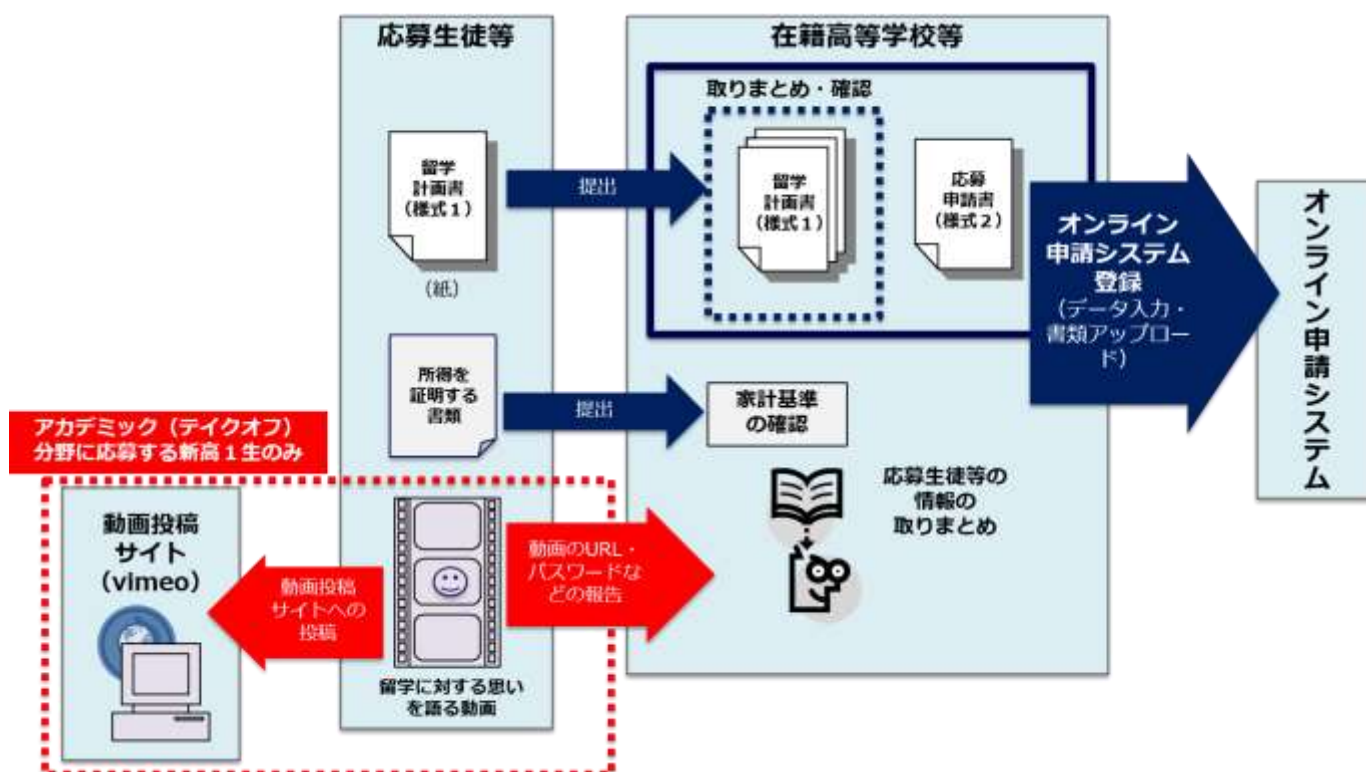 応募生徒等
在籍高等学校等
取りまとめ・確認
留学
計画書
（様式１）
（紙）
提出
留学
計画書
（様式１）
応募
申請書
（様式２）
オンライン
申請システム
登録
（データ入力・
書類アップロー
ド）
オンライン申請システム
所得を
証明する
書類
提出
家計基準
の確認
アカデミック（テイクオフ）
分野に応募する新高１生のみ
動画投稿
サイト
（vimeo）
動画投稿
サイトへの
投稿
動画のURL・
パスワードな
どの報告
応募生徒等の
情報の
取りまとめ
留学に対する思い
を語る動画